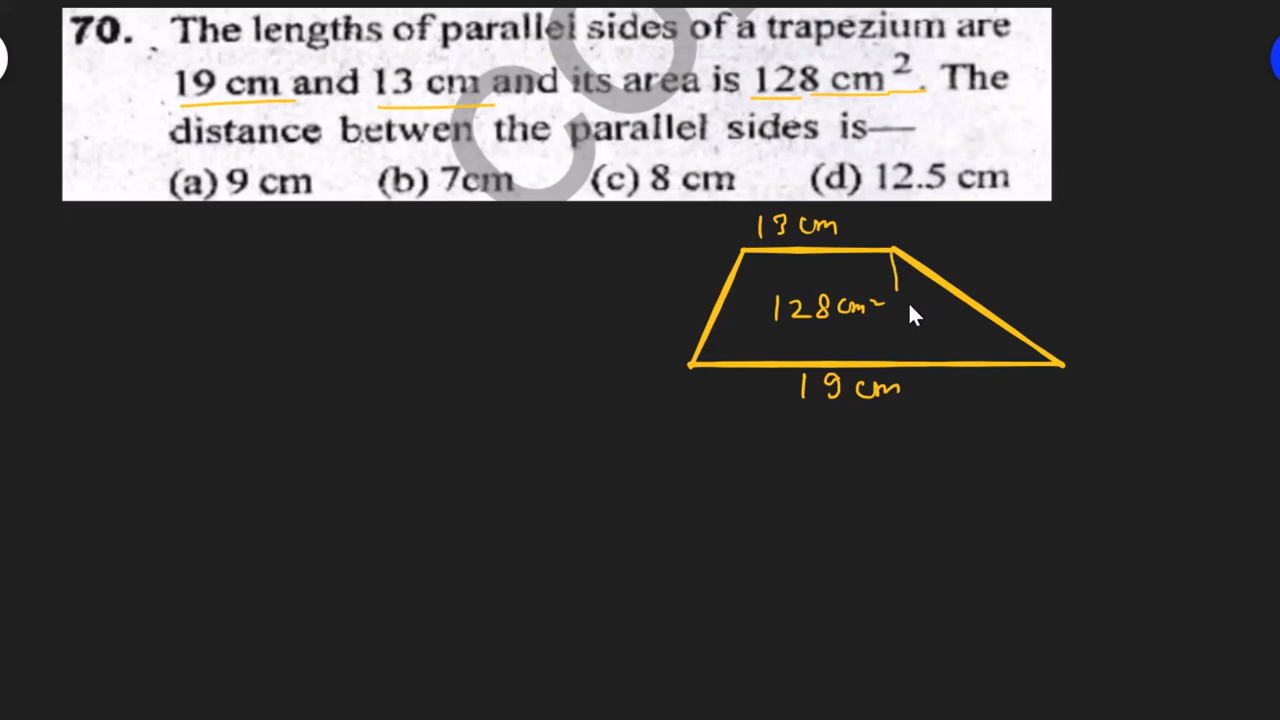 70. The lengths of parallel sides of a trapezium are
19 cm and 13 cm and its area is 128 cm². The
distance betwen the parallel sides is—
(a) 9 cm (b) 7cm (c) 8 cm (d) 12.5 cm
13 cm
128 cm²
19 cm